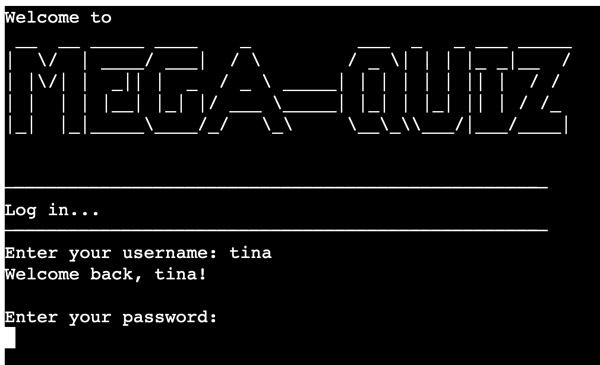 Welcome to
MEGA-QUIZ
Log in...
Enter your username: tina
Welcome back, tina!
Enter your password: